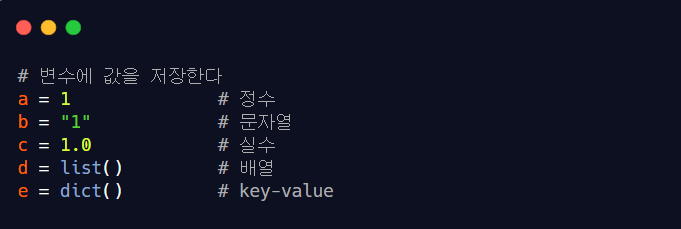 # 변수에 값을 저장한다
a = 1 # 정수
b = "1" # 문자열
c = 1.0 # 실수
d = list() # 배열
e = dict() # key-value